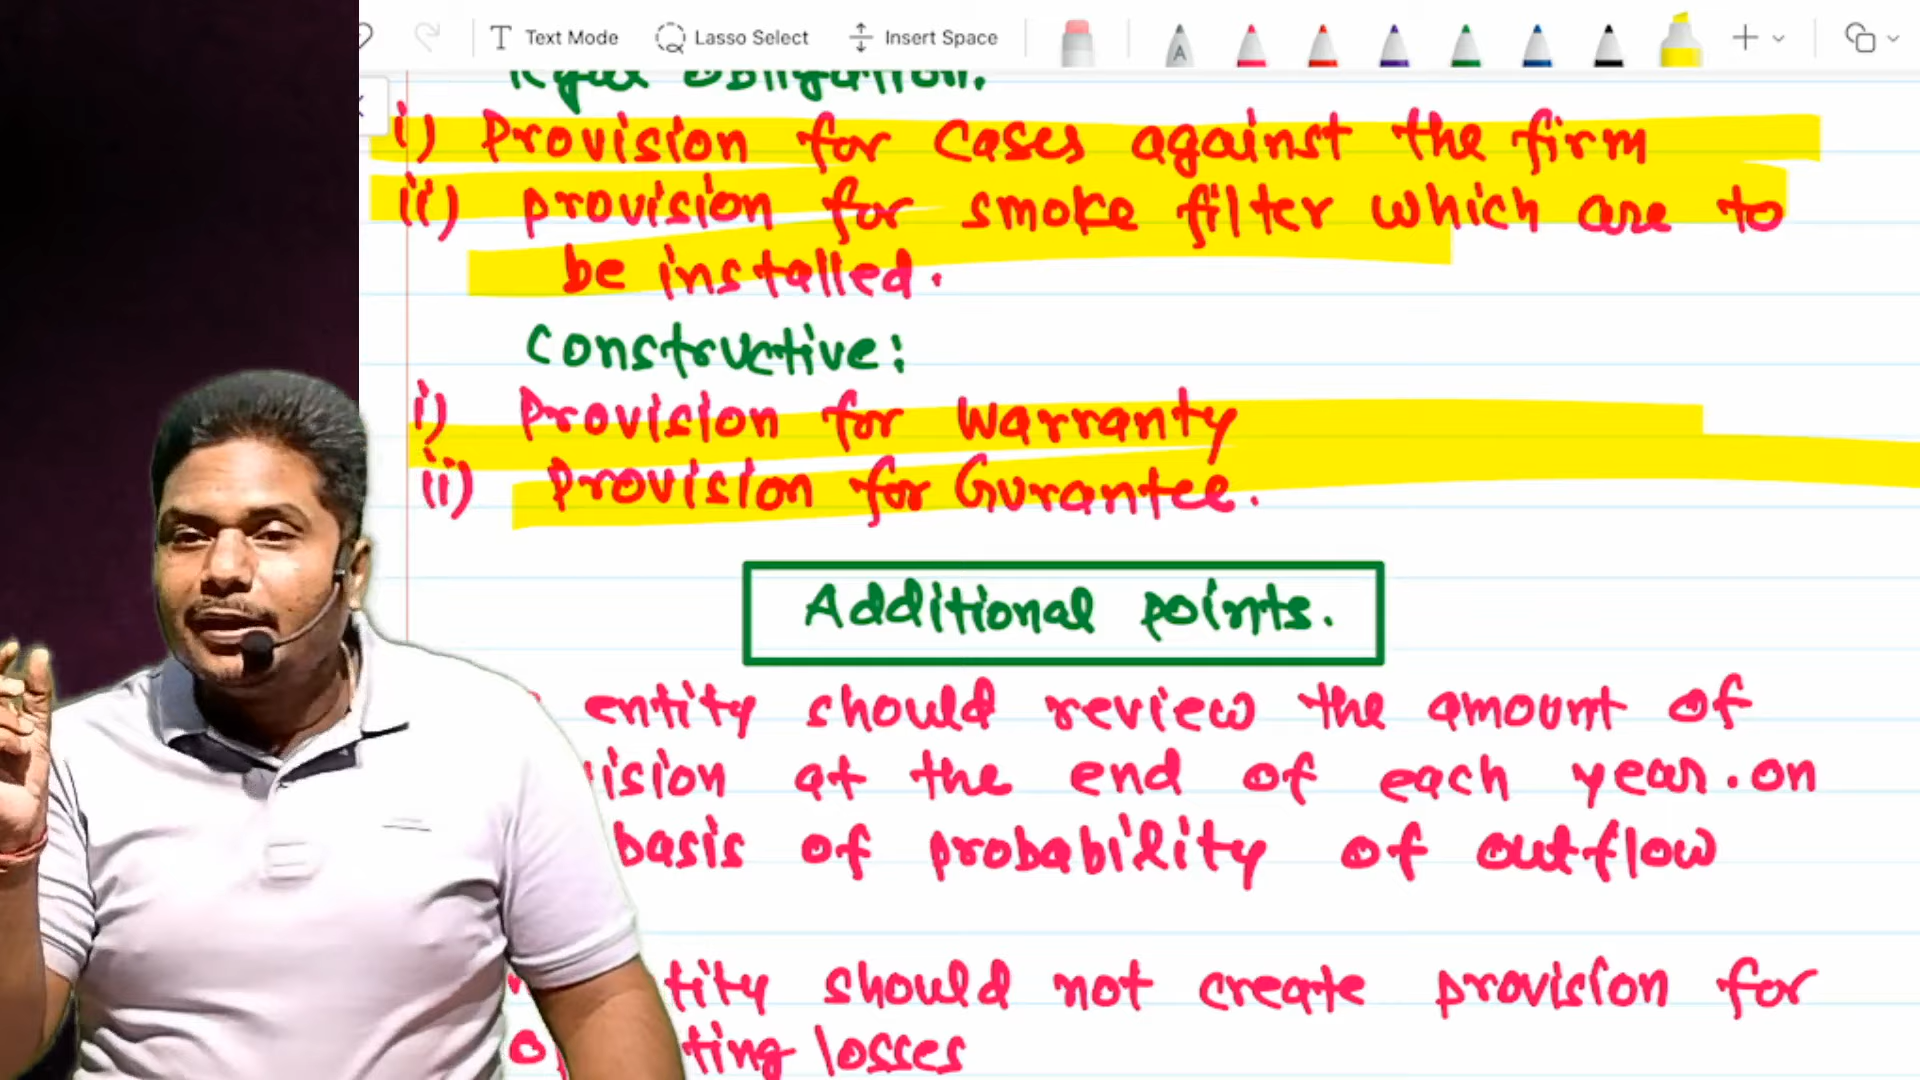 Text Mode Lasso Select Insert Space
obligation.
i) Provision for cases against the firm
ii) provision for smoke filter which are to
be installed.
constructive:
i) Provision for Warranty
ii) Provision for Gurantee.
Additional points.
entity should review the amount of
ision at the end of each year. on
basis of probability of outflow
tity should not create provision for
ting losses